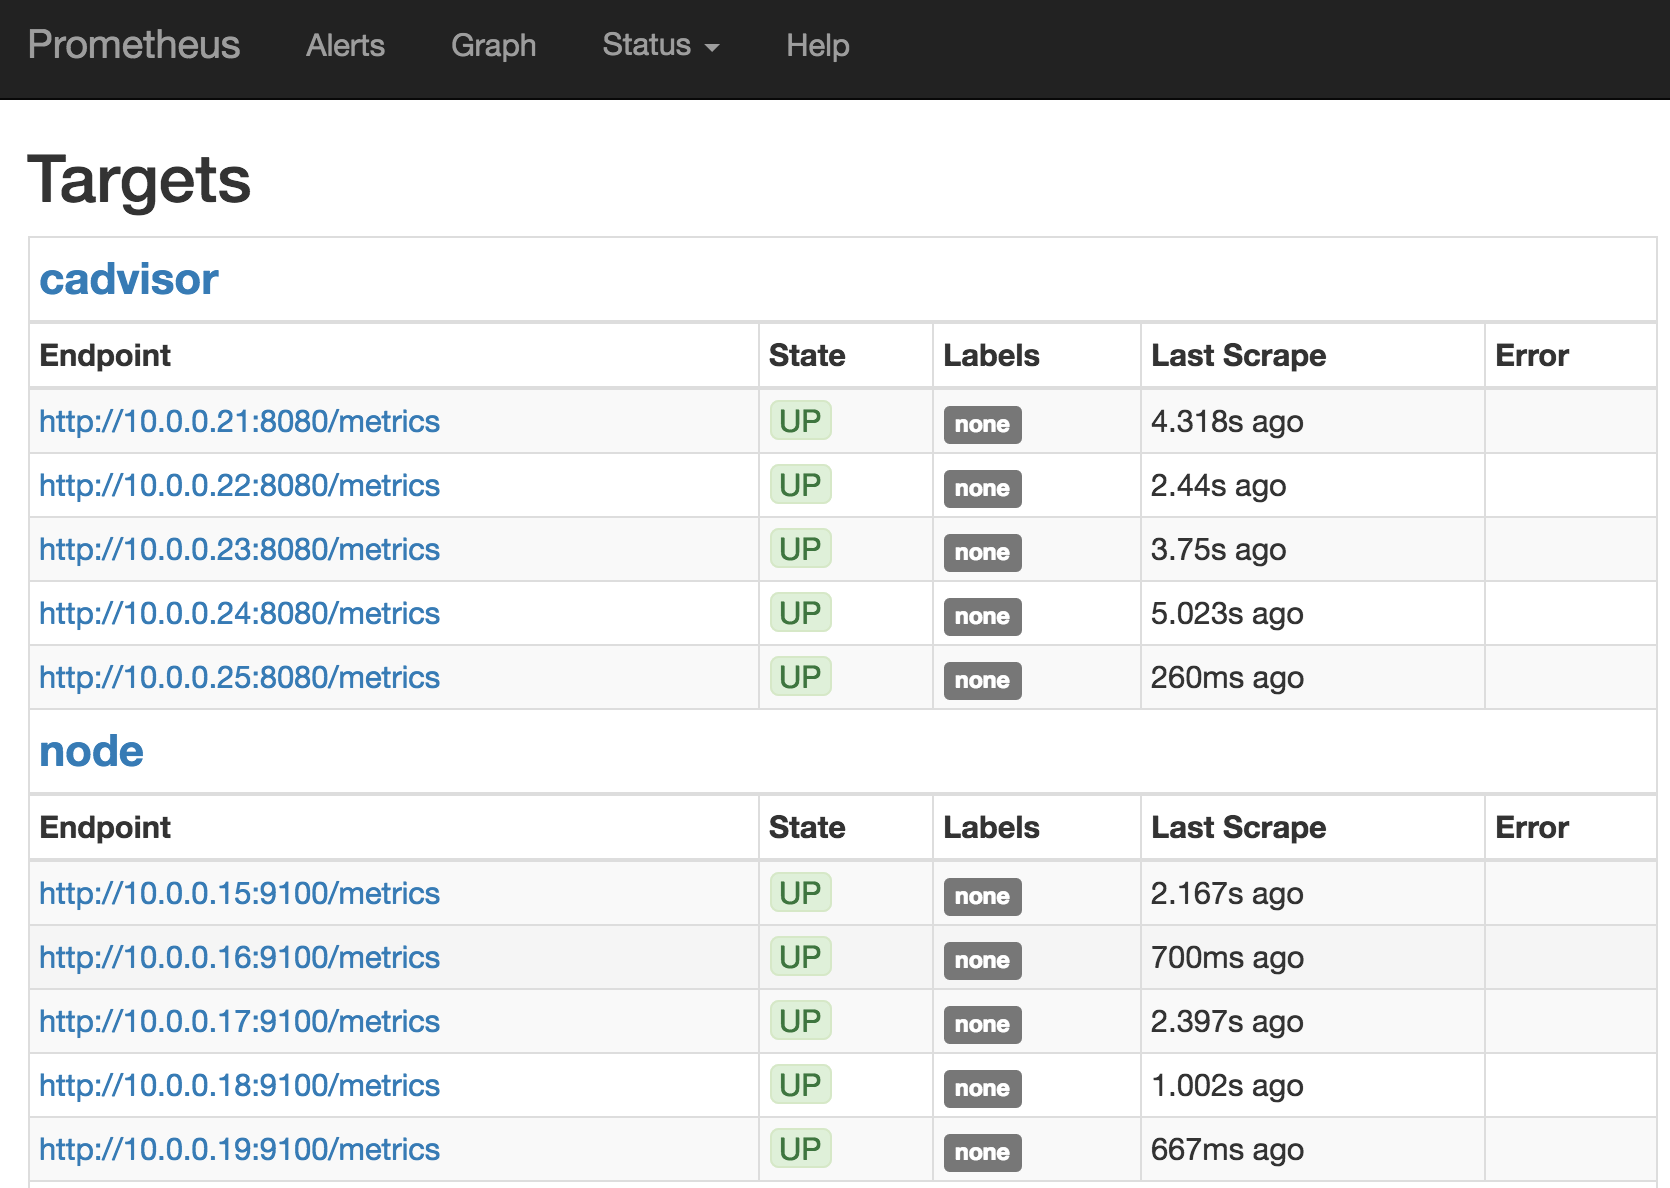 Prometheus Alerts Graph Status Help
Targets
cadvisor
Endpoint State Labels Last Scrape Error
http://10.0.0.21:8080/metrics UP none 4.318s ago
http://10.0.0.22:8080/metrics UP none 2.44s ago
http://10.0.0.23:8080/metrics UP none 3.75s ago
http://10.0.0.24:8080/metrics UP none 5.023s ago
http://10.0.0.25:8080/metrics UP none 260ms ago
node
Endpoint State Labels Last Scrape Error
http://10.0.0.15:9100/metrics UP none 2.167s ago
http://10.0.0.16:9100/metrics UP none 700ms ago
http://10.0.0.17:9100/metrics UP none 2.397s ago
http://10.0.0.18:9100/metrics UP none 1.002s ago
http://10.0.0.19:9100/metrics UP none 667ms ago